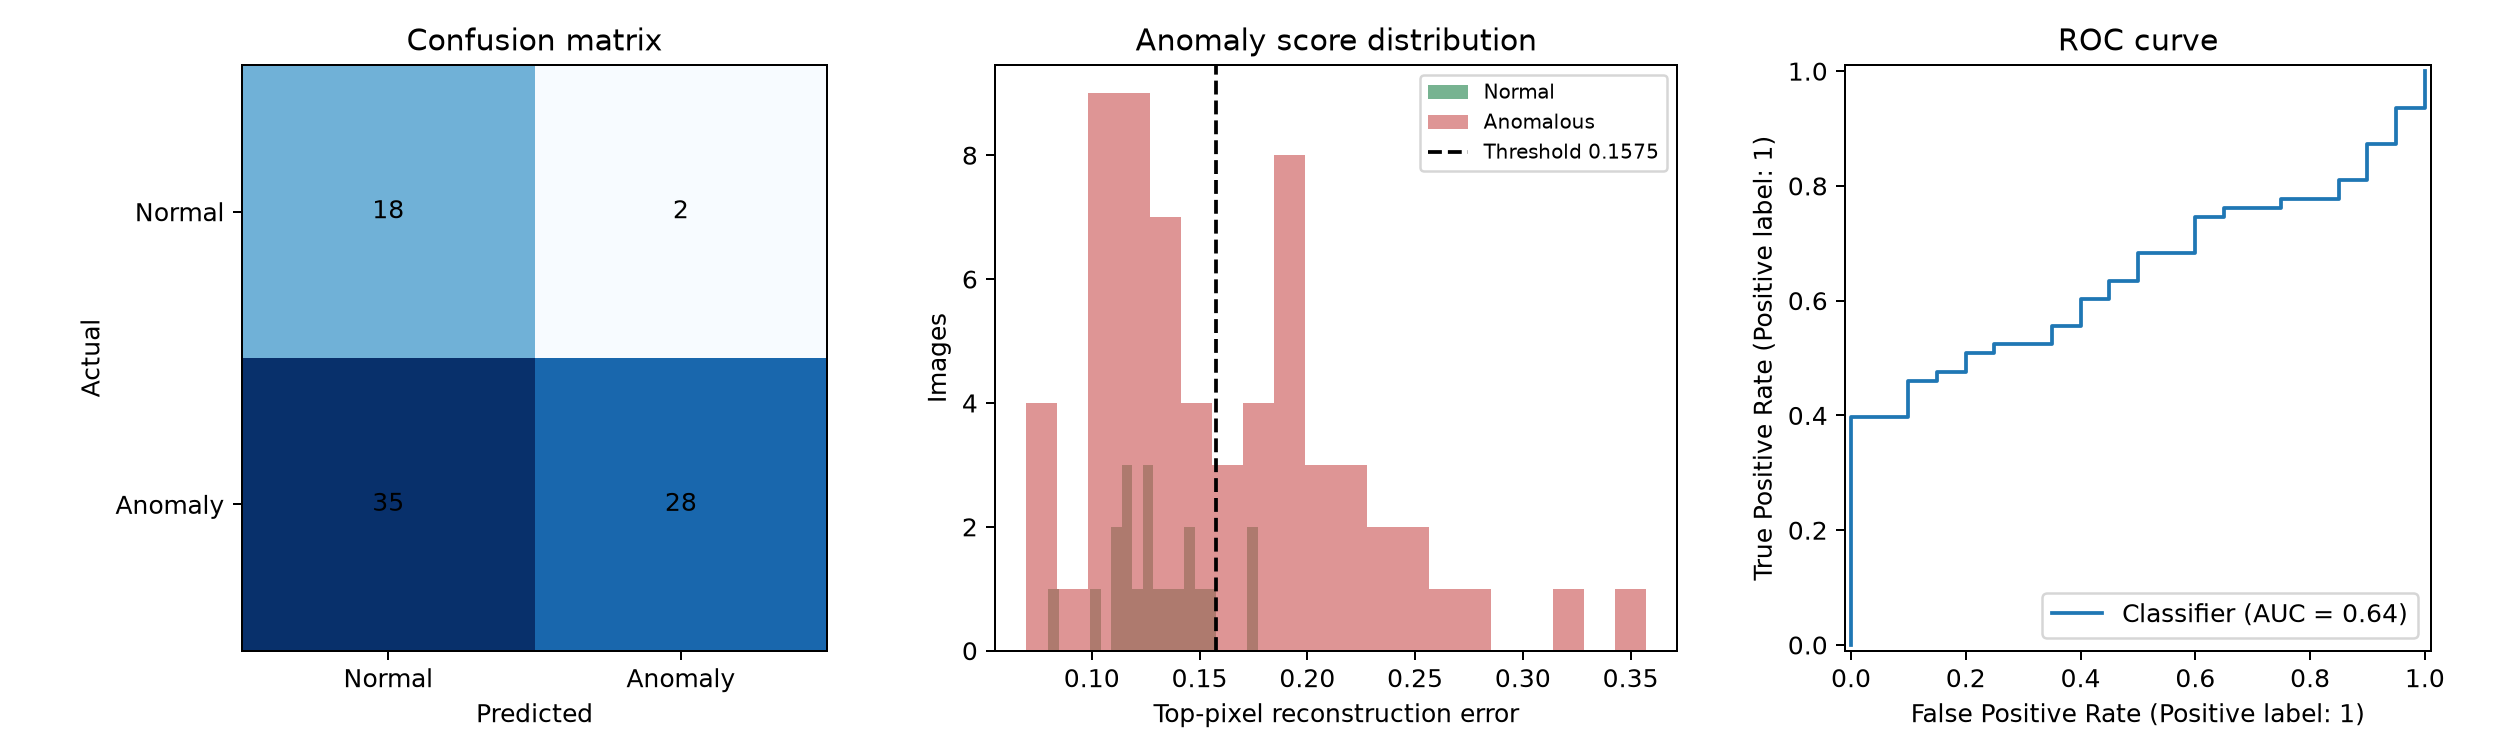 Confusion matrix
Actual
Normal
Anomaly
18
2
35
28
Normal
Anomaly
Predicted
Anomaly score distribution
Images
8
6
4
2
0
Normal
Anomalous
Threshold 0.1575
0.10
0.15
0.20
0.25
0.30
0.35
Top-pixel reconstruction error
ROC curve
True Positive Rate (Positive label: 1)
1.0
0.8
0.6
0.4
0.2
0.0
Classifier (AUC = 0.64)
0.0
0.2
0.4
0.6
0.8
1.0
False Positive Rate (Positive label: 1)